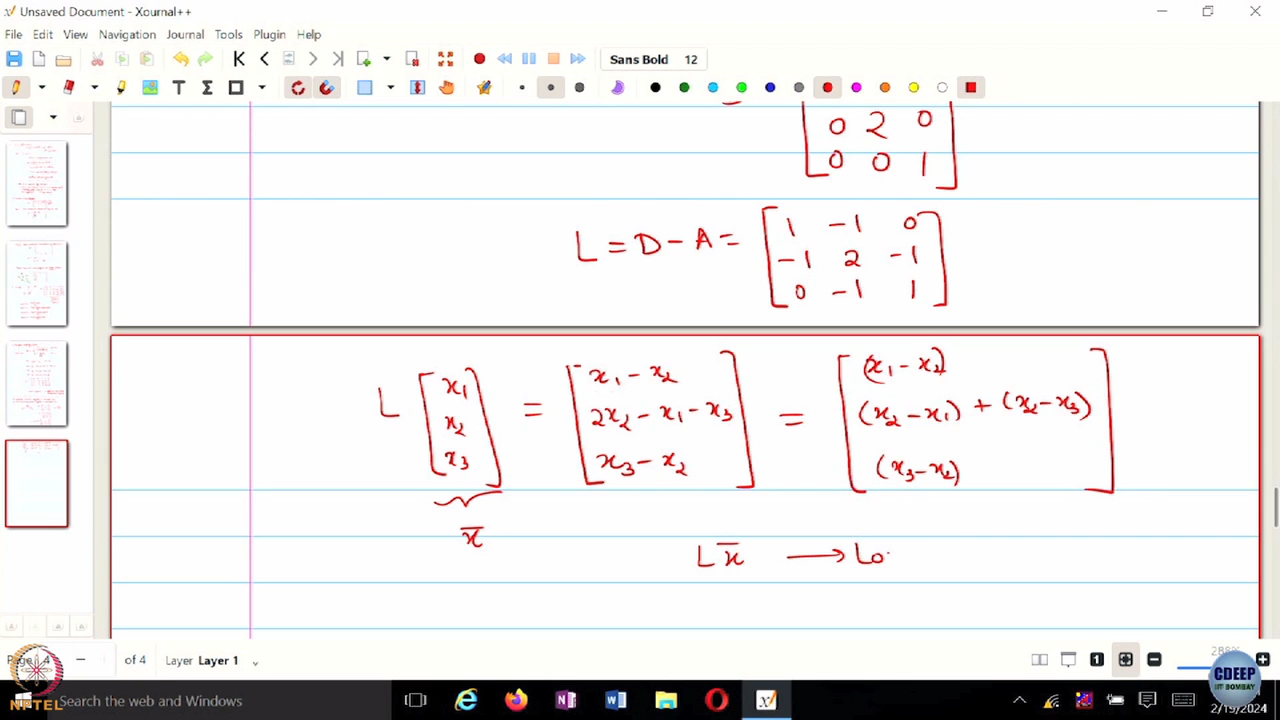 Unsaved Document - Xournal++
File Edit View Navigation Journal Tools Plugin Help
Sans Bold 12
0 2 0
0 0 1
L = D - A = [ 1 -1 0
-1 2 -1
0 -1 1 ]
L [ x1 x2 x3 ] = [ x1 - x2
2x2 - x1 - x3
x3 - x2 ] = [ (x1 - x2)
(x2 - x1) + (x2 - x3)
(x3 - x2) ]
x̄
L x̄ → Lo
Page 4 of 4 Layer Layer 1
288%
Search the web and Windows
NPTEL
CDEEP
IIT BOMBAY
2/19/2024